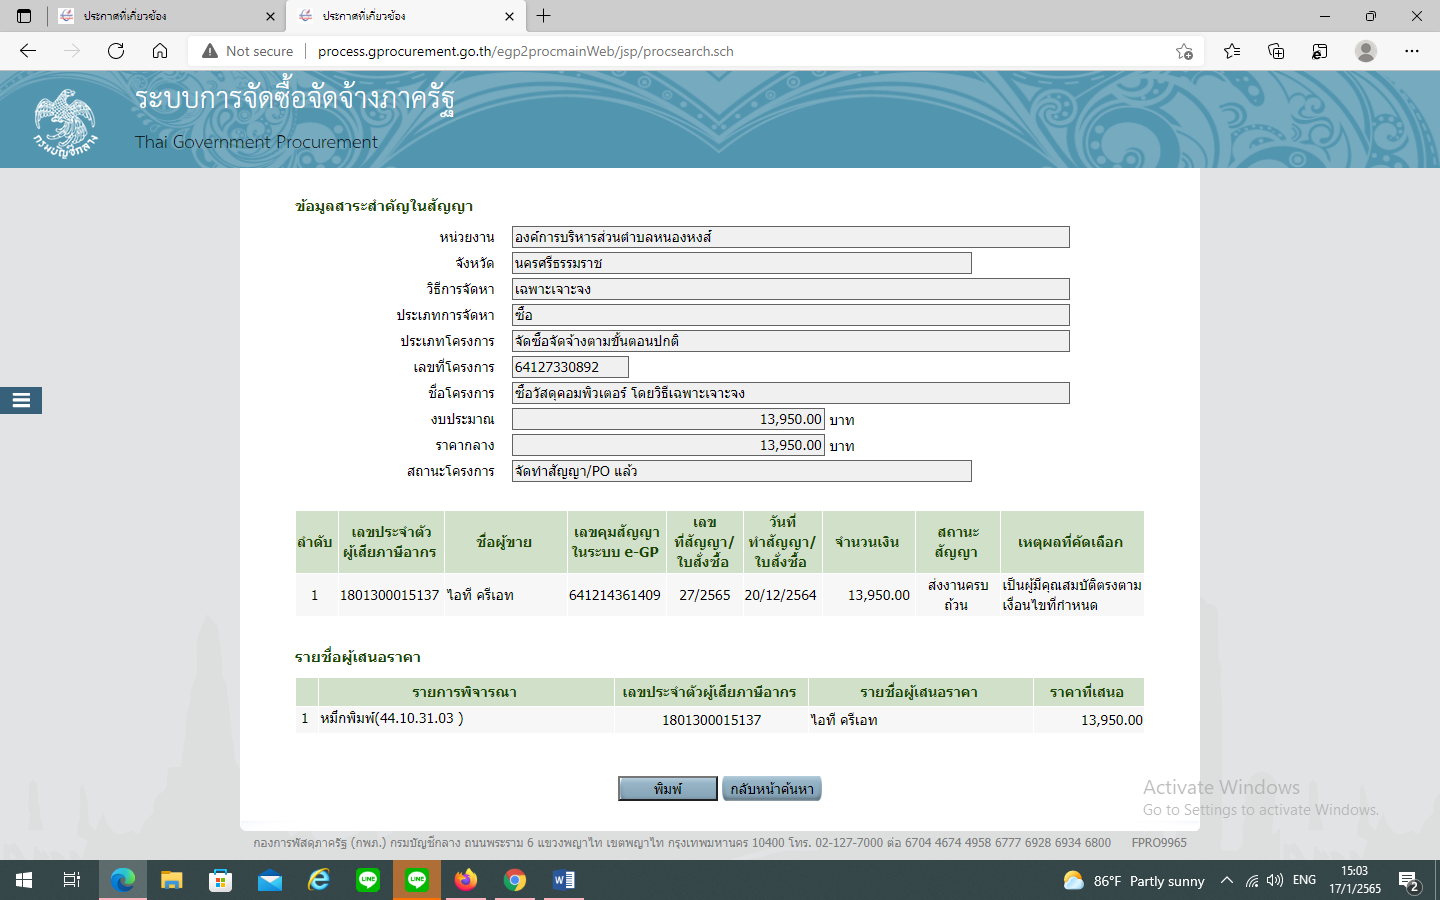 ประกาศที่เกี่ยวข้อง
ประกาศที่เกี่ยวข้อง
Not secure
process.gprocurement.go.th/egp2procmainWeb/jsp/procsearch.sch
ระบบการจัดซื้อจัดจ้างภาครัฐ
Thai Government Procurement
กรมบัญชีกลาง
ข้อมูลสาระสำคัญในสัญญา
หน่วยงาน องค์การบริหารส่วนตำบลหนองหงส์
จังหวัด นครศรีธรรมราช
วิธีการจัดหา เฉพาะเจาะจง
ประเภทการจัดหา ซื้อ
ประเภทโครงการ จัดซื้อจัดจ้างตามขั้นตอนปกติ
เลขที่โครงการ 64127330892
ชื่อโครงการ ซื้อวัสดุคอมพิวเตอร์ โดยวิธีเฉพาะเจาะจง
งบประมาณ 13,950.00 บาท
ราคากลาง 13,950.00 บาท
สถานะโครงการ จัดทำสัญญา/PO แล้ว
ลำดับ เลขประจำตัวผู้เสียภาษีอากร ชื่อผู้ขาย เลขคุมสัญญาในระบบ e-GP เลขที่สัญญา/ใบสั่งซื้อ วันที่ทำสัญญา/ใบสั่งซื้อ จำนวนเงิน สถานะสัญญา เหตุผลที่คัดเลือก
1 1801300015137 ไอที ครีเอท 641214361409 27/2565 20/12/2564 13,950.00 ส่งงานครบถ้วน เป็นผู้มีคุณสมบัติตรงตามเงื่อนไขที่กำหนด
รายชื่อผู้เสนอราคา
รายการพิจารณา เลขประจำตัวผู้เสียภาษีอากร รายชื่อผู้เสนอราคา ราคาที่เสนอ
1 หมึกพิมพ์(44.10.31.03 ) 1801300015137 ไอที ครีเอท 13,950.00
พิมพ์ กลับหน้าค้นหา
Activate Windows
Go to Settings to activate Windows.
กองการพัสดุภาครัฐ (กพภ.) กรมบัญชีกลาง ถนนพระราม 6 แขวงพญาไท เขตพญาไท กรุงเทพมหานคร 10400 โทร. 02-127-7000 ต่อ 6704 4674 4958 6777 6928 6934 6800 FPRO9965
86°F Partly sunny ENG
15:03
17/1/2565
2